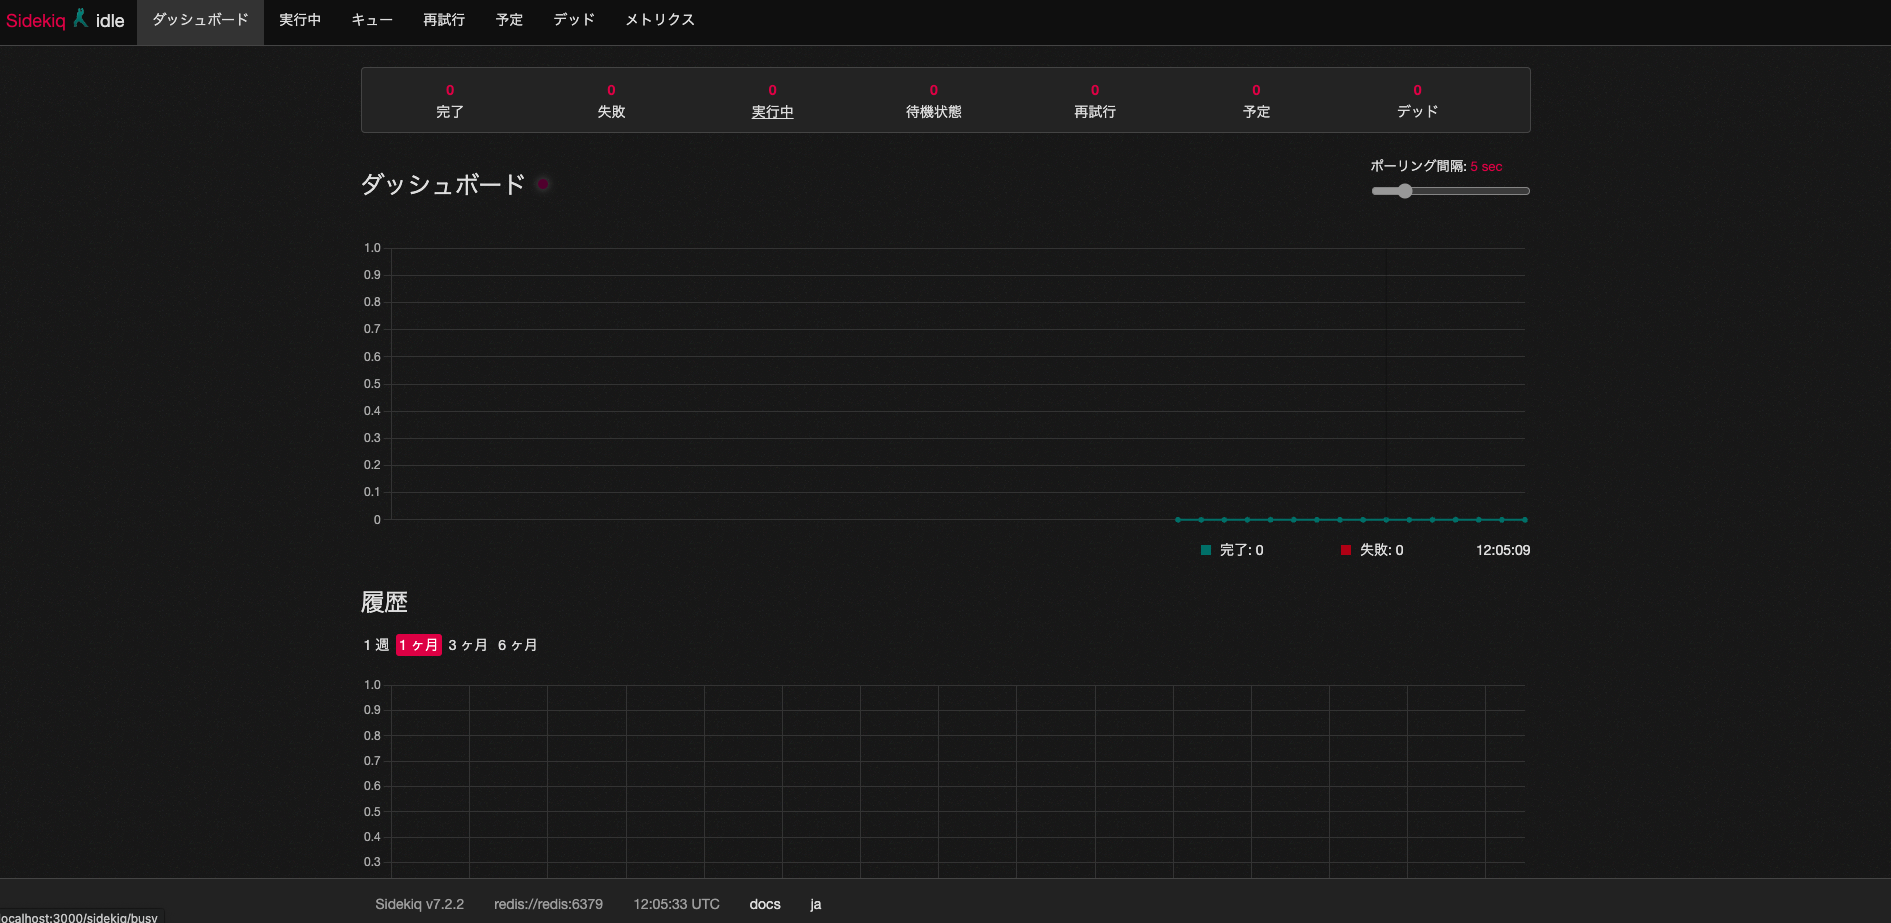 Sidekiq idle ダッシュボード 実行中 キュー 再試行 予定 デッド メトリクス
0 0 0 0 0 0 0
完了 失敗 実行中 待機状態 再試行 予定 デッド
ダッシュボード
ポーリング間隔: 5 sec
1.0
0.9
0.8
0.7
0.6
0.5
0.4
0.3
0.2
0.1
0
完了: 0 失敗: 0 12:05:09
履歴
1 週 1 ヶ月 3 ヶ月 6 ヶ月
1.0
0.9
0.8
0.7
0.6
0.5
0.4
0.3
Sidekiq v7.2.2 redis://redis:6379 12:05:33 UTC docs ja
localhost:3000/sidekiq/busy